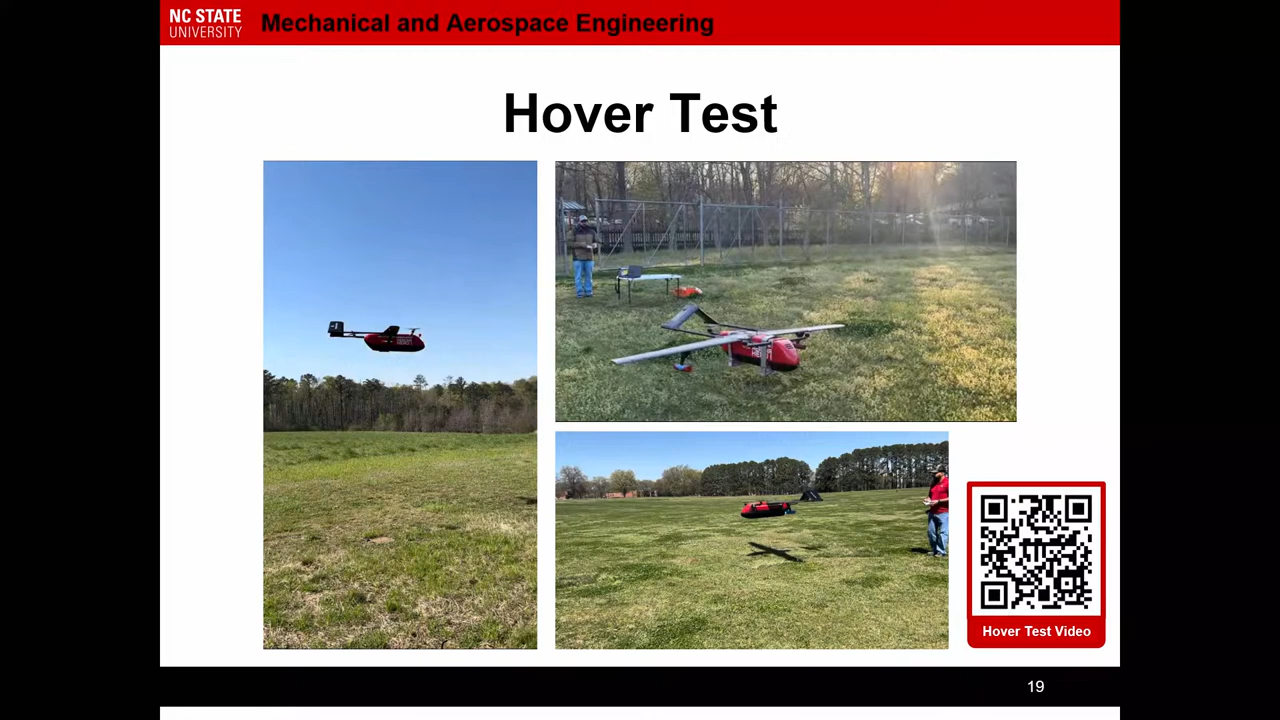 NC STATE
UNIVERSITY
Mechanical and Aerospace Engineering
Hover Test
Hover Test Video
19